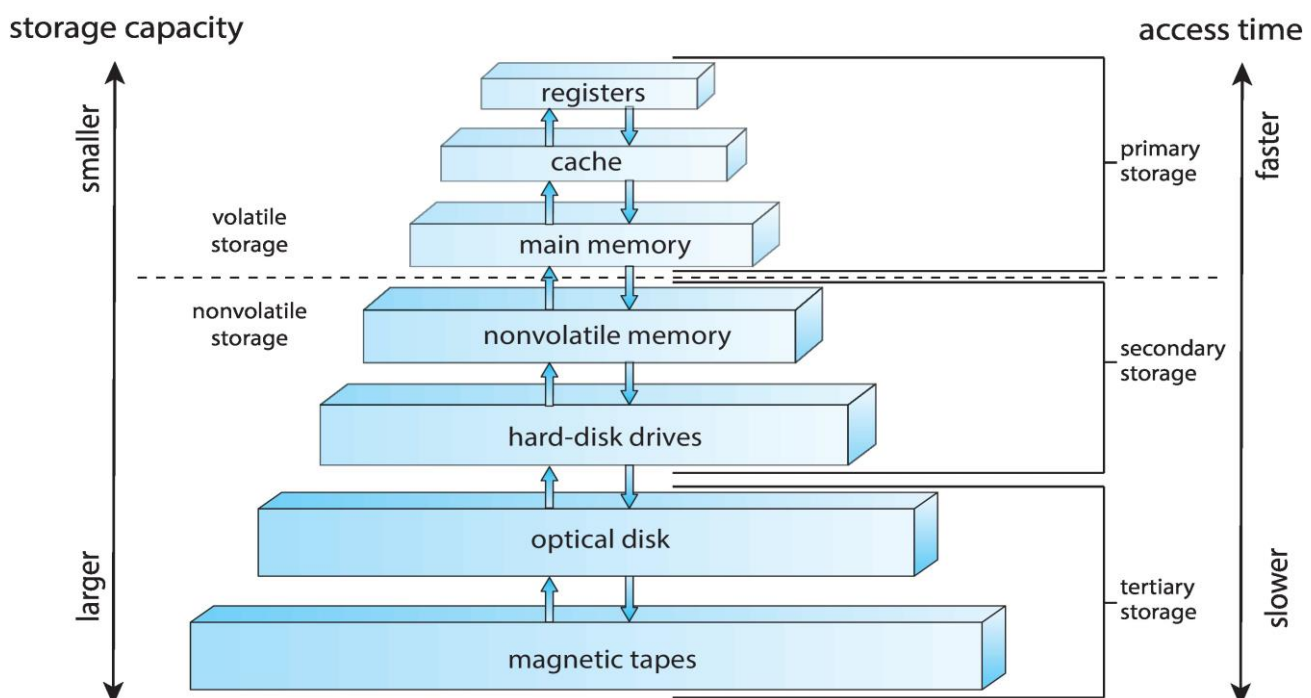 storage capacity
access time
smaller
larger
faster
slower
registers
cache
main memory
nonvolatile memory
hard-disk drives
optical disk
magnetic tapes
volatile
storage
nonvolatile
storage
primary
storage
secondary
storage
tertiary
storage